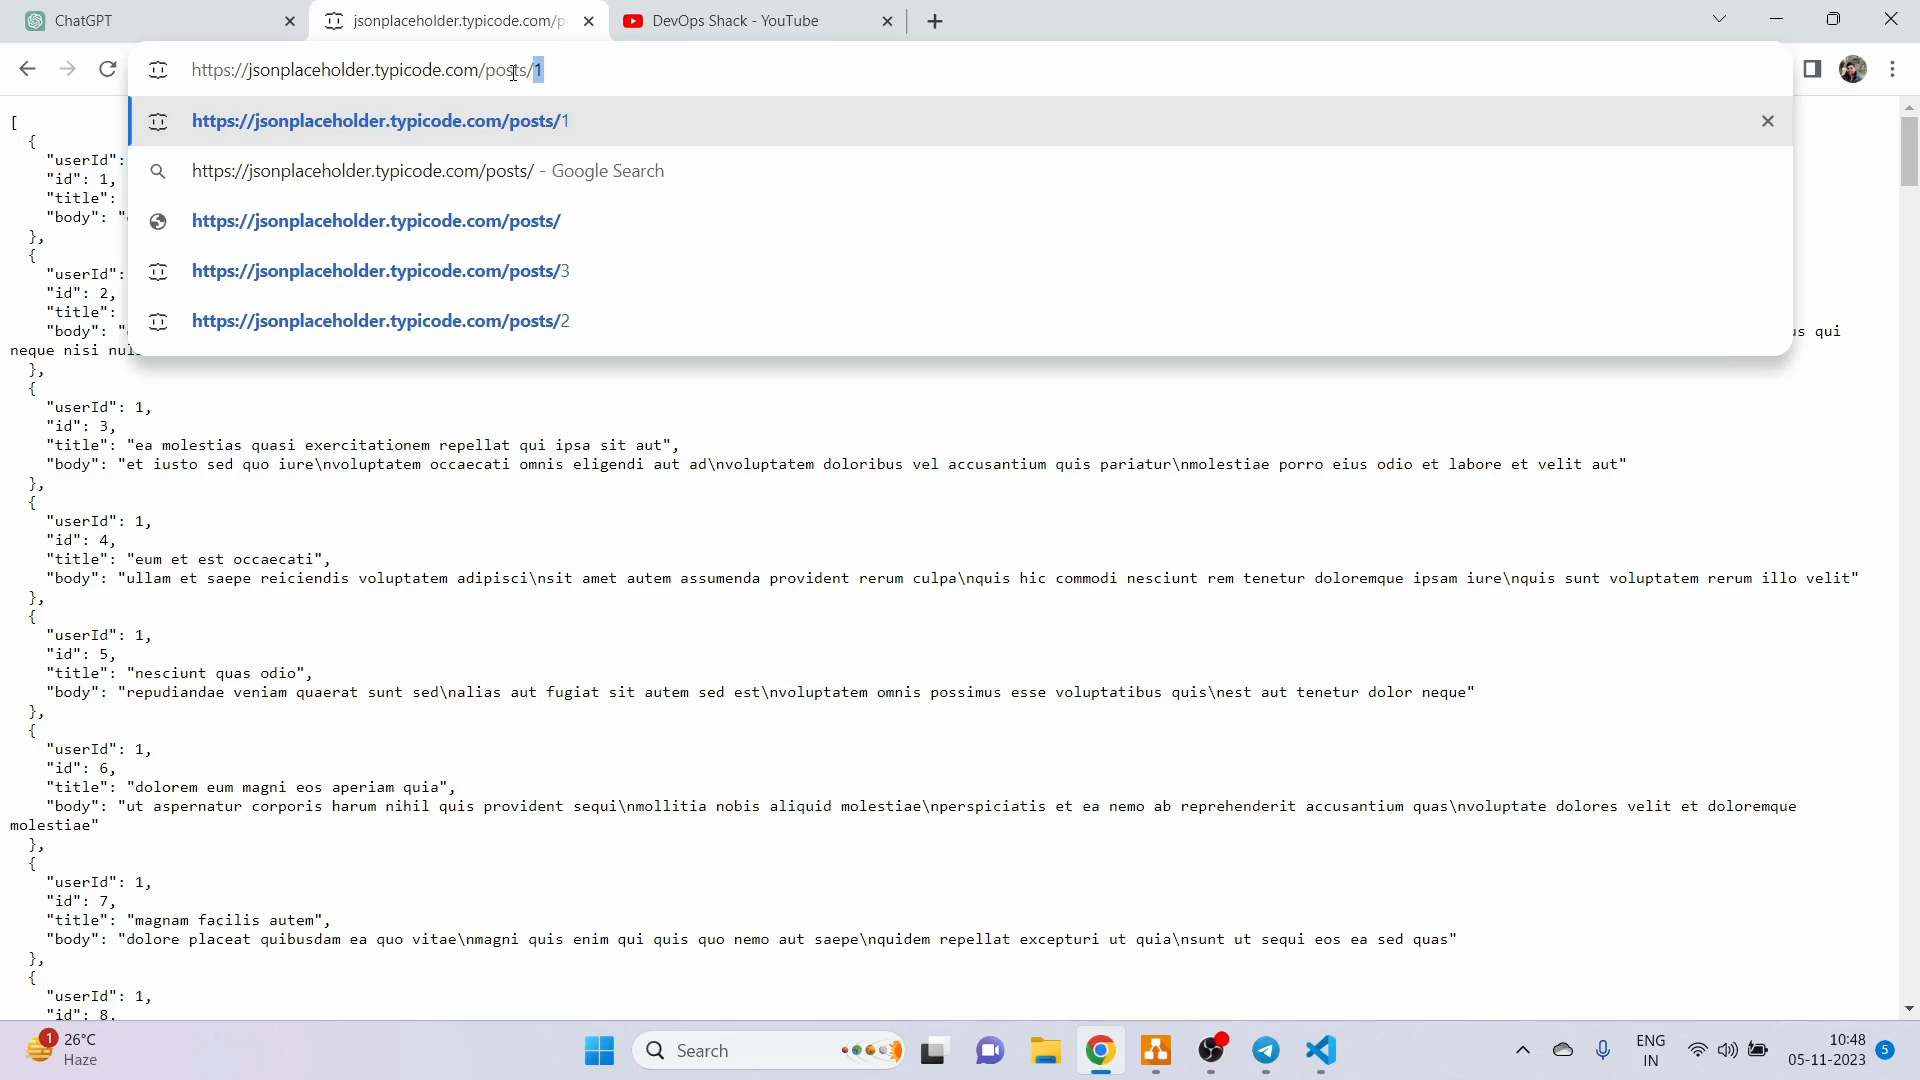 ChatGPT
jsonplaceholder.typicode.com/p
DevOps Shack - YouTube
https://jsonplaceholder.typicode.com/posts/1
https://jsonplaceholder.typicode.com/posts/1
https://jsonplaceholder.typicode.com/posts/ - Google Search
https://jsonplaceholder.typicode.com/posts/
https://jsonplaceholder.typicode.com/posts/3
https://jsonplaceholder.typicode.com/posts/2
[
{
"userId":
"id": 1,
"title":
"body": "
},
{
"userId":
"id": 2,
"title":
"body": " us qui
neque nisi nul
},
{
"userId": 1,
"id": 3,
"title": "ea molestias quasi exercitationem repellat qui ipsa sit aut",
"body": "et iusto sed quo iure\nvoluptatem occaecati omnis eligendi aut ad\nvoluptatem doloribus vel accusantium quis pariatur\nmolestiae porro eius odio et labore et velit aut"
},
{
"userId": 1,
"id": 4,
"title": "eum et est occaecati",
"body": "ullam et saepe reiciendis voluptatem adipisci\nsit amet autem assumenda provident rerum culpa\nquis hic commodi nesciunt rem tenetur doloremque ipsam iure\nquis sunt voluptatem rerum illo velit"
},
{
"userId": 1,
"id": 5,
"title": "nesciunt quas odio",
"body": "repudiandae veniam quaerat sunt sed\nalias aut fugiat sit autem sed est\nvoluptatem omnis possimus esse voluptatibus quis\nest aut tenetur dolor neque"
},
{
"userId": 1,
"id": 6,
"title": "dolorem eum magni eos aperiam quia",
"body": "ut aspernatur corporis harum nihil quis provident sequi\nmollitia nobis aliquid molestiae\nperspiciatis et ea nemo ab reprehenderit accusantium quas\nvoluptate dolores velit et doloremque
molestiae"
},
{
"userId": 1,
"id": 7,
"title": "magnam facilis autem",
"body": "dolore placeat quibusdam ea quo vitae\nmagni quis enim qui quis quo nemo aut saepe\nquidem repellat excepturi ut quia\nsunt ut sequi eos ea sed quas"
},
{
"userId": 1,
"id": 8,
1
26°C
Haze
Search
ENG
IN
10:48
05-11-2023
5